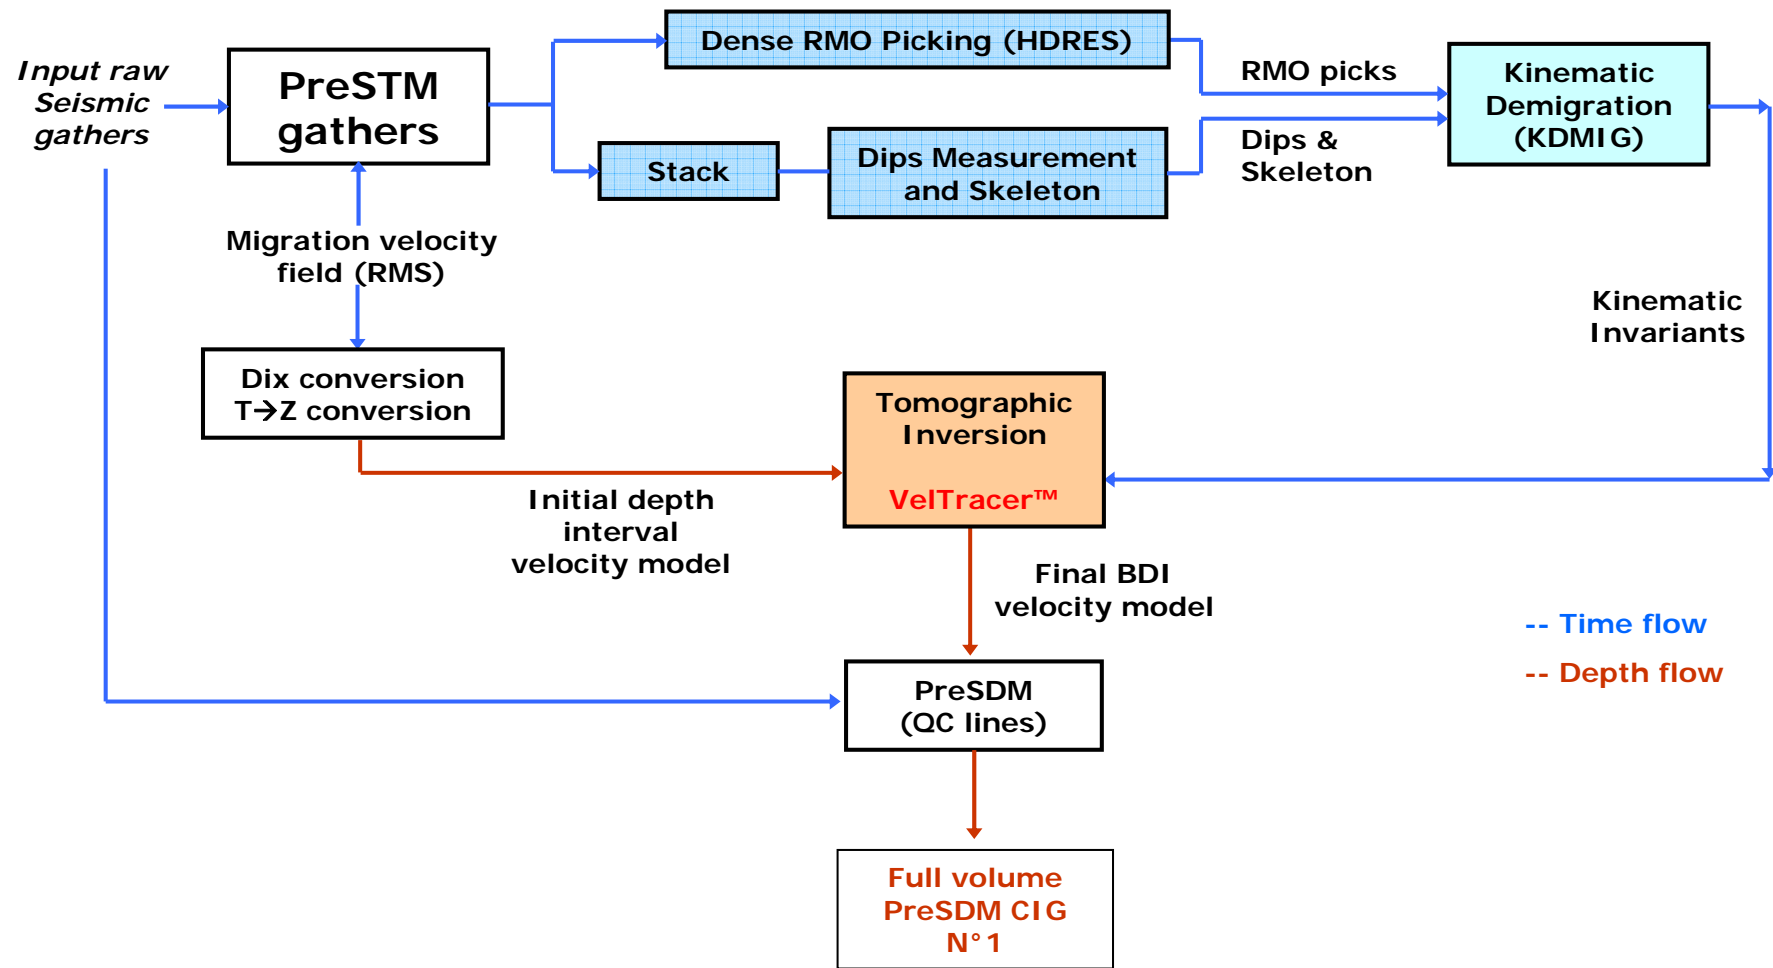 Input raw
Seismic
gathers
PreSTM
gathers
Dense RMO Picking (HDRES)
Stack
Dips Measurement
and Skeleton
RMO picks
Dips &
Skeleton
Kinematic
Demigration
(KDMIG)
Migration velocity
field (RMS)
Kinematic
Invariants
Dix conversion
T→Z conversion
Tomographic
Inversion
VelTracer™
Initial depth
interval
velocity model
Final BDI
velocity model
-- Time flow
-- Depth flow
PreSDM
(QC lines)
Full volume
PreSDM CIG
N°1